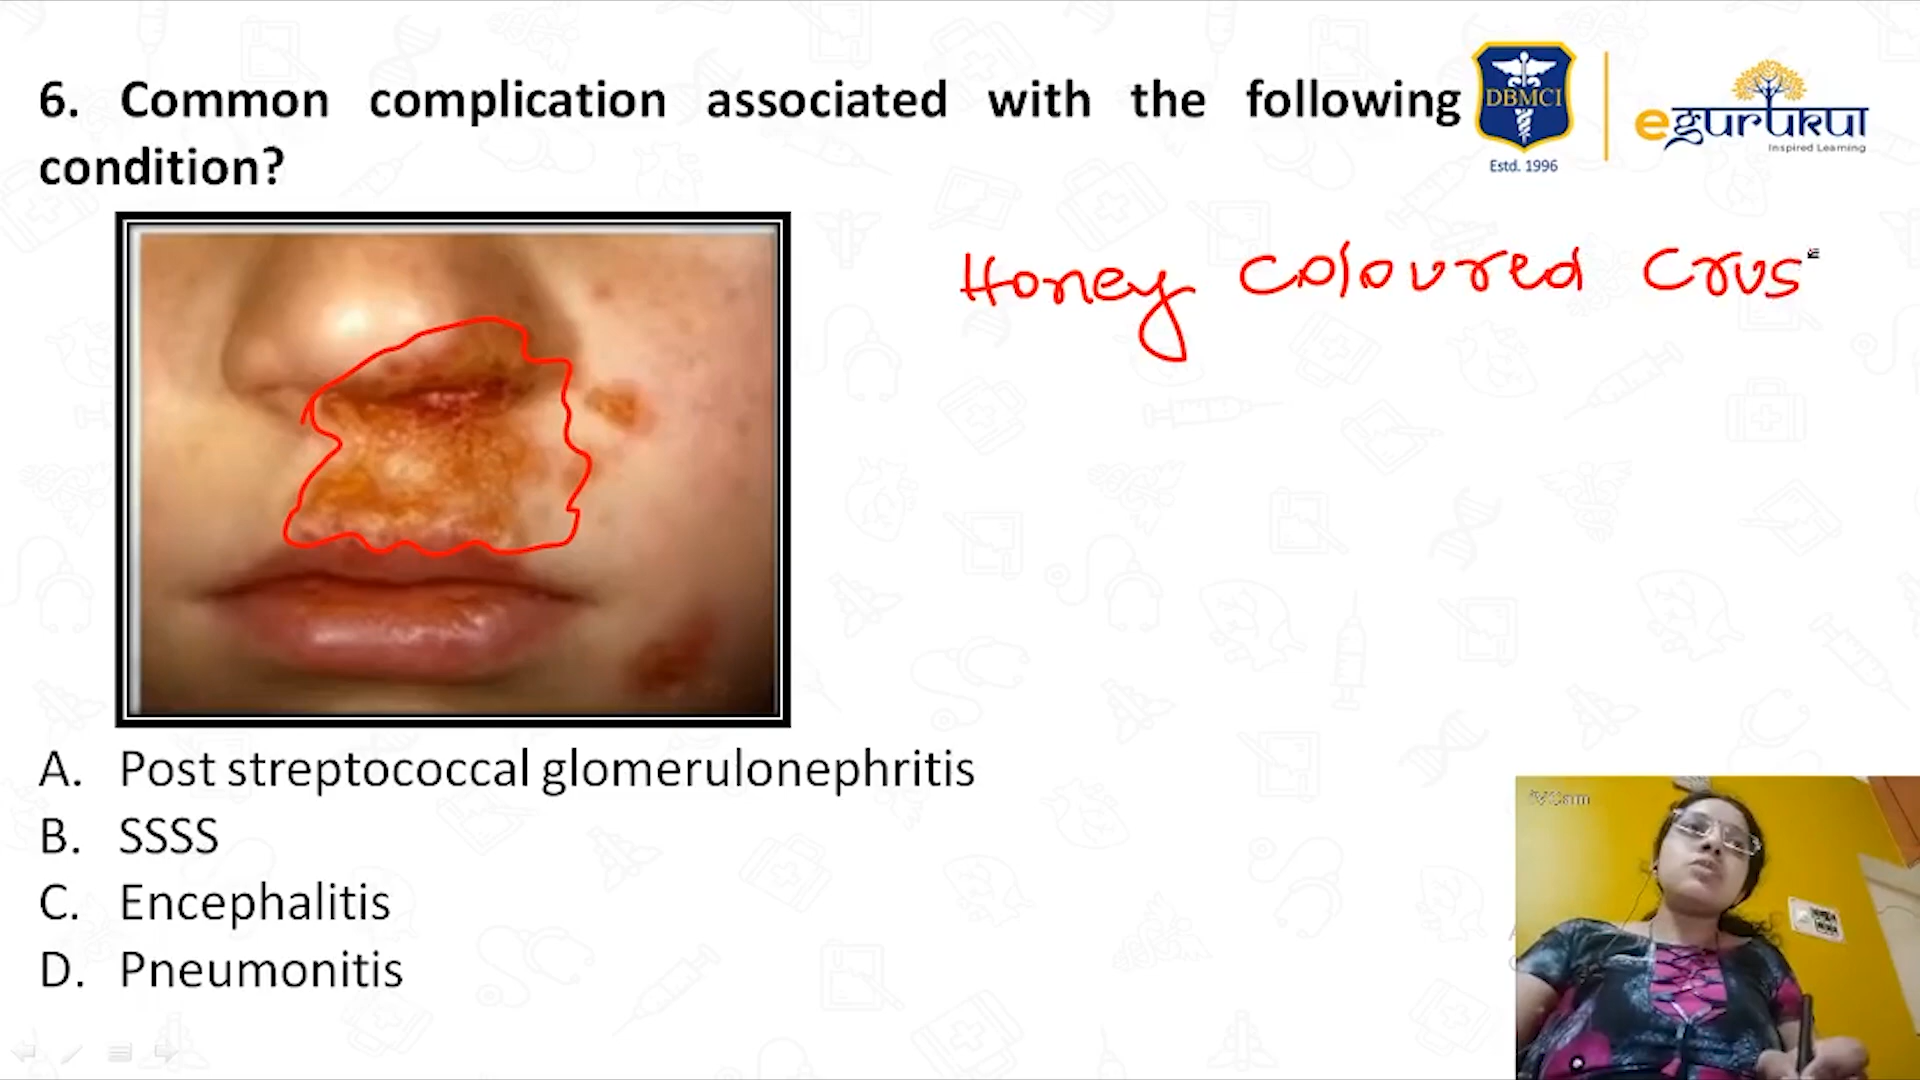 6. Common complication associated with the following
condition?
DBMCI
Estd. 1996
egurukul
Inspired Learning
Honey Coloured Crus
A. Post streptococcal glomerulonephritis
B. SSSS
C. Encephalitis
D. Pneumonitis
iVCam